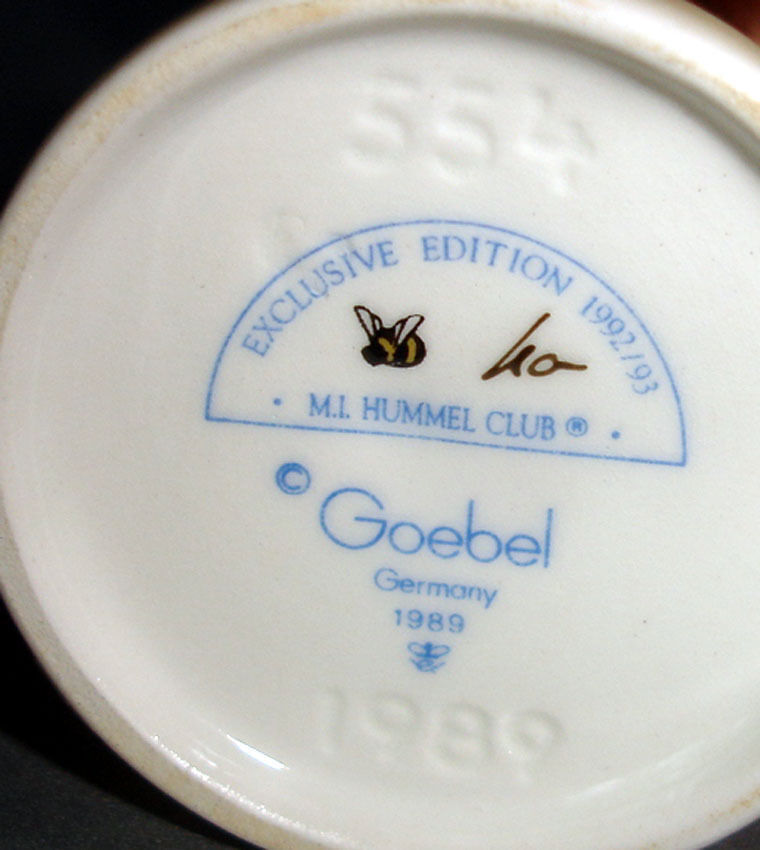 554
EXCLUSIVE EDITION 1992/93
M.I. HUMMEL CLUB ®
© Goebel
Germany
1989
1989